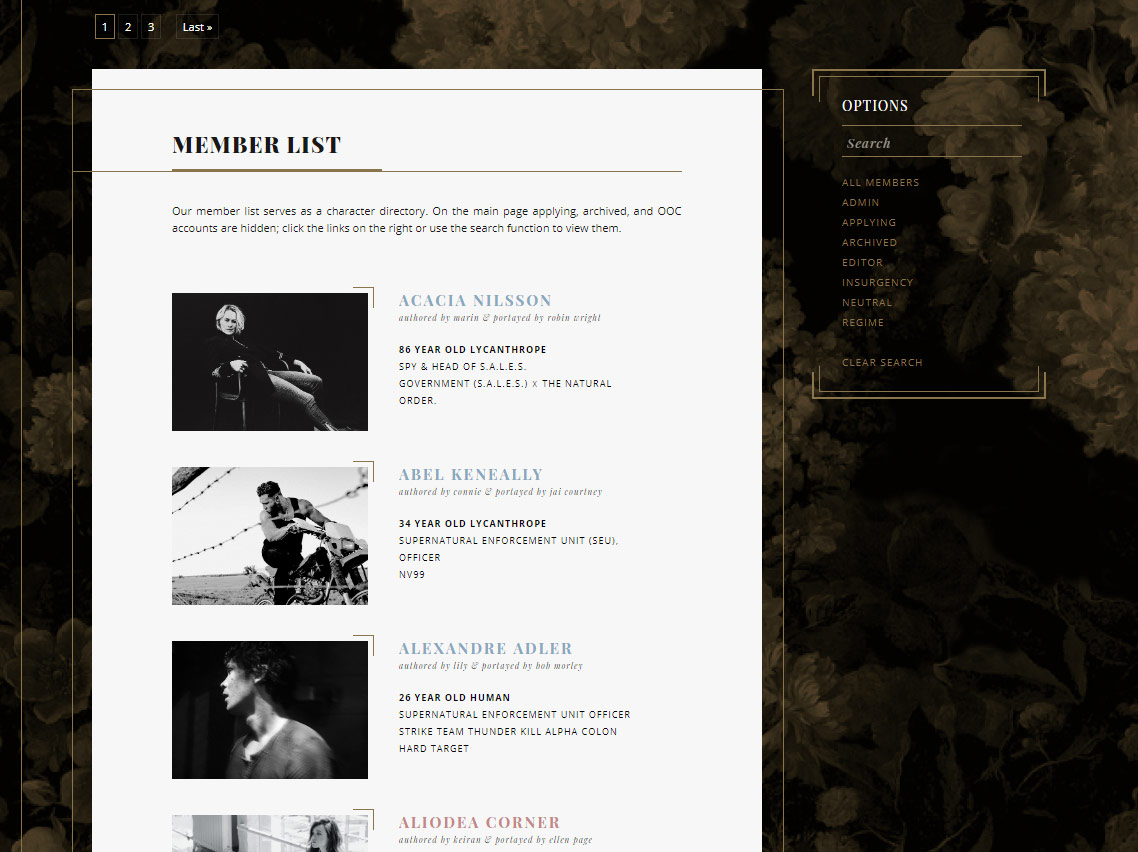 1 2 3 Last »
MEMBER LIST
Our member list serves as a character directory. On the main page applying, archived, and OOC
accounts are hidden; click the links on the right or use the search function to view them.
ACACIA NILSSON
authored by marin & portayed by robin wright
86 YEAR OLD LYCANTHROPE
SPY & HEAD OF S.A.L.E.S.
GOVERNMENT (S.A.L.E.S.) X THE NATURAL
ORDER.
ABEL KENEALLY
authored by connie & portayed by jai courtney
34 YEAR OLD LYCANTHROPE
SUPERNATURAL ENFORCEMENT UNIT (SEU),
OFFICER
NV99
ALEXANDRE ADLER
authored by lily & portayed by bob morley
26 YEAR OLD HUMAN
SUPERNATURAL ENFORCEMENT UNIT OFFICER
STRIKE TEAM THUNDER KILL ALPHA COLON
HARD TARGET
ALIODEA CORNER
authored by keiran & portayed by ellen page
OPTIONS
Search
ALL MEMBERS
ADMIN
APPLYING
ARCHIVED
EDITOR
INSURGENCY
NEUTRAL
REGIME
CLEAR SEARCH